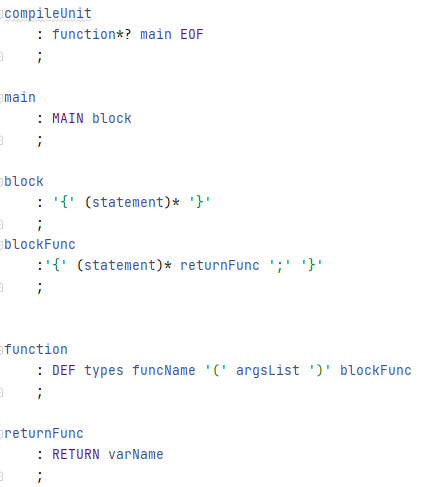 compileUnit
: function*? main EOF
;
main
: MAIN block
;
block
: '{' (statement)* '}'
;
blockFunc
:'{' (statement)* returnFunc ';' '}'
;
function
: DEF types funcName '(' argsList ')' blockFunc
;
returnFunc
: RETURN varName
;